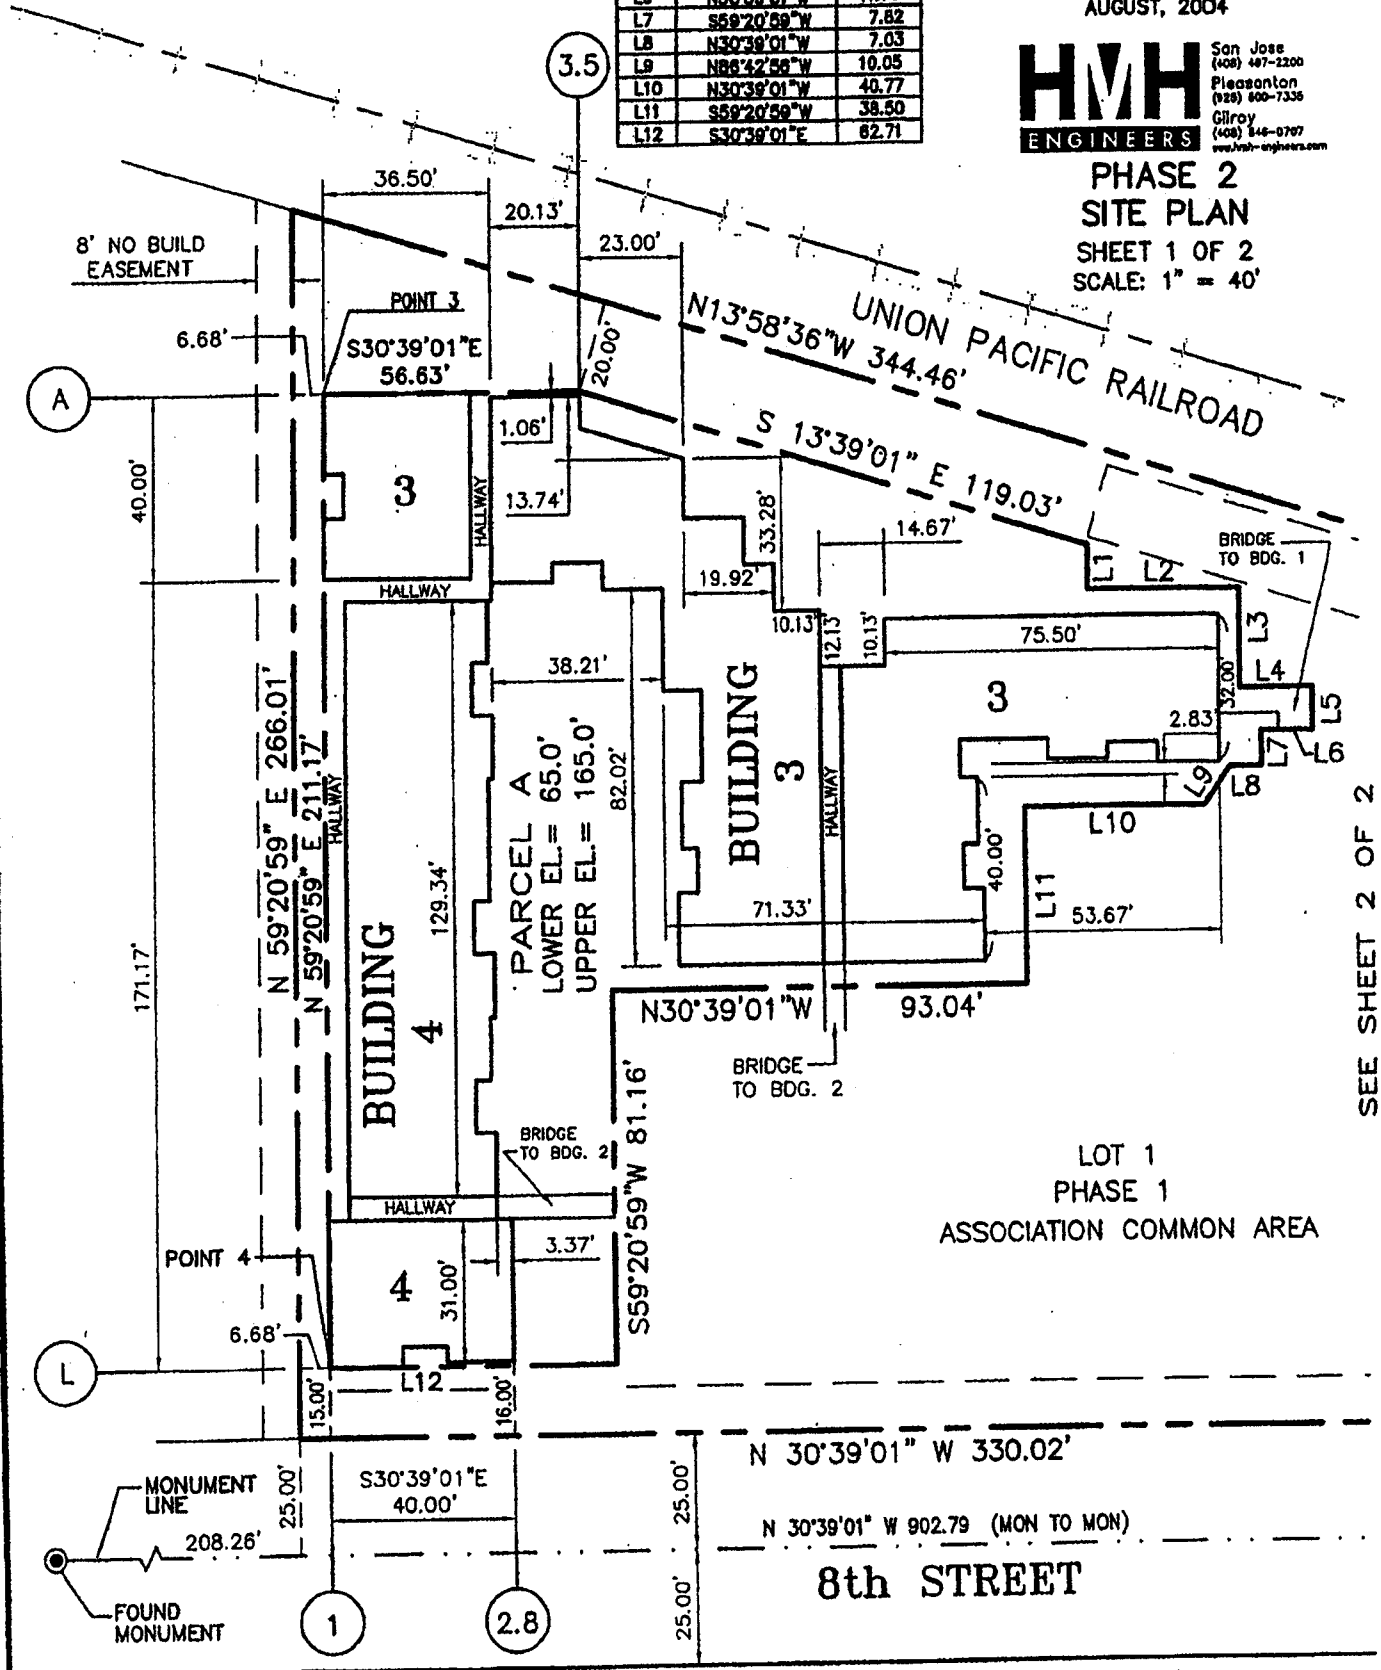 AUGUST, 2004
L7 S59°20'59"W 7.82
L8 N30°39'01"W 7.03
L9 N86°42'56"W 10.05
L10 N30°39'01"W 40.77
L11 S59°20'59"W 38.50
L12 S30°39'01"E 62.71
HMH
ENGINEERS
San Jose
(408) 487-2200
Pleasanton
Gilroy
www.hmh-engineers.com
PHASE 2
SITE PLAN
SHEET 1 OF 2
SCALE: 1" = 40'
3.5
36.50'
20.13'
23.00'
8' NO BUILD
EASEMENT
POINT 3
6.68'
S30°39'01"E
56.63'
20.00'
N13°58'36"W 344.46'
UNION PACIFIC RAILROAD
A
1.06'
S 13°39'01" E 119.03'
40.00'
3
HALLWAY
13.74'
33.28'
14.67'
BRIDGE
TO BDG. 1
L1
L2
19.92'
HALLWAY
10.13'
12.13'
10.13'
75.50'
L3
38.21'
L4
32.00'
L5
3
2.83'
L7
L6
L9
L8
N 59°20'59" E 266.01'
N 59°20'59" E 211.17'
HALLWAY
PARCEL A
LOWER EL.= 65.0'
UPPER EL.= 165.0'
82.02'
BUILDING
3
HALLWAY
L10
40.00'
129.34'
71.33'
L11
53.67'
171.17'
BUILDING
4
N30°39'01"W 93.04'
BRIDGE
TO BDG. 2
SEE SHEET 2 OF 2
S59°20'59"W 81.16'
BRIDGE
TO BDG. 2
LOT 1
PHASE 1
ASSOCIATION COMMON AREA
HALLWAY
POINT 4
3.37'
4
31.00'
6.68'
L
L12
15.00'
16.00'
N 30°39'01" W 330.02'
MONUMENT
LINE
25.00'
S30°39'01"E
40.00'
25.00'
208.26'
N 30°39'01" W 902.79 (MON TO MON)
8th STREET
FOUND
MONUMENT
1
2.8
25.00'